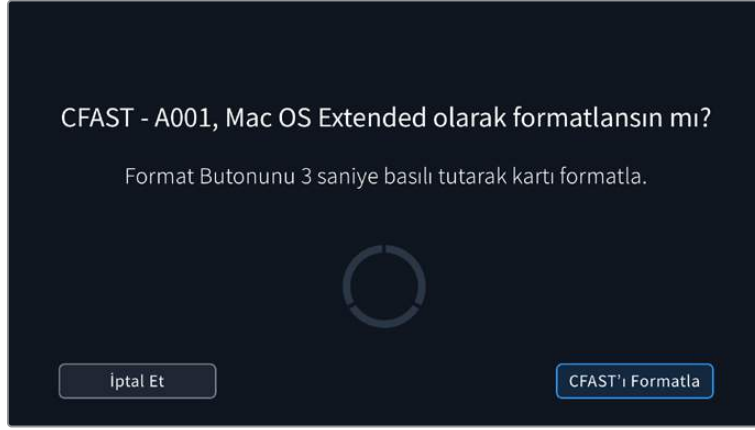 CFAST - A001, Mac OS Extended olarak formatlansın mı?
Format Butonunu 3 saniye basılı tutarak kartı formatla.
İptal Et
CFAST'ı Formatla